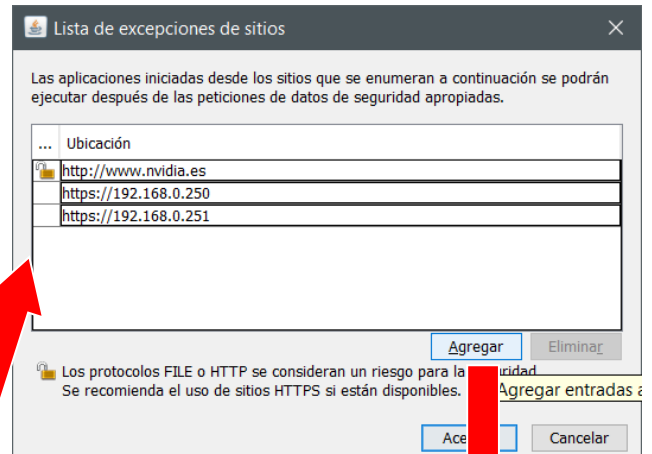 Lista de excepciones de sitios
Las aplicaciones iniciadas desde los sitios que se enumeran a continuación se podrán
ejecutar después de las peticiones de datos de seguridad apropiadas.
... Ubicación
http://www.nvidia.es
https://192.168.0.250
https://192.168.0.251
Agregar Eliminar
Los protocolos FILE o HTTP se consideran un riesgo para la
Se recomienda el uso de sitios HTTPS si están disponibles. Agregar entradas a
Cancelar